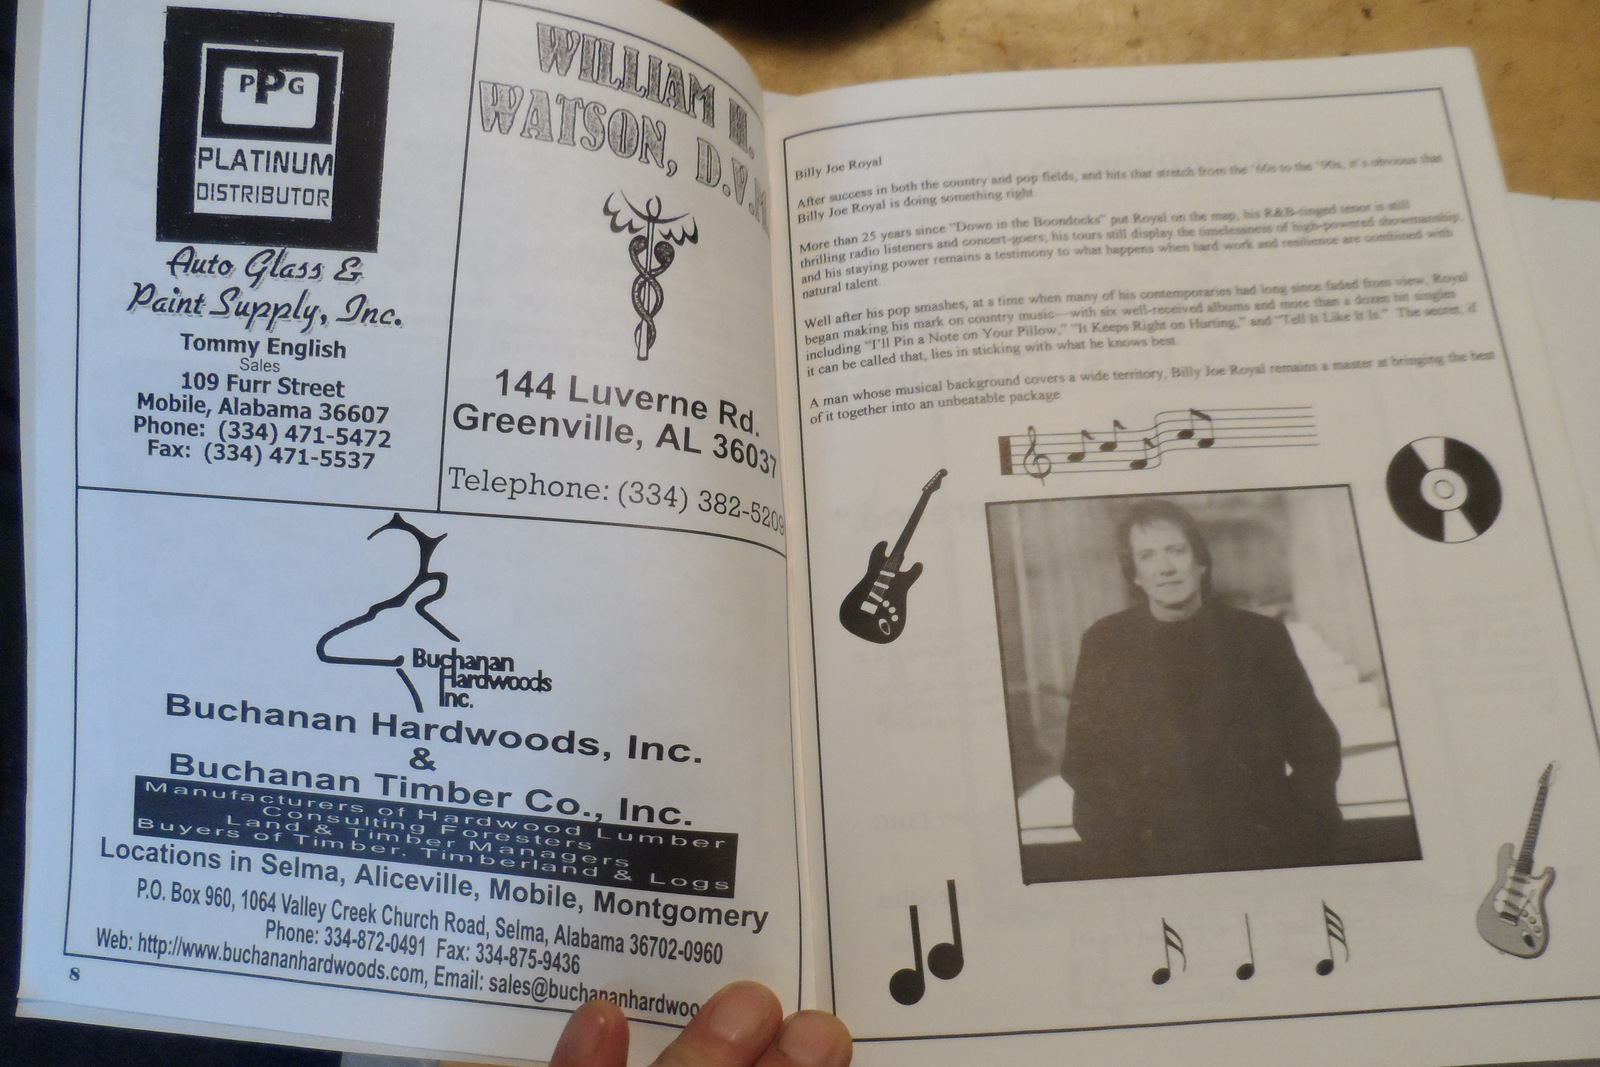 PPG
PLATINUM
DISTRIBUTOR
Auto Glass &
Paint Supply, Inc.
Tommy English
Sales
109 Furr Street
Mobile, Alabama 36607
Phone: (334) 471-5472
Fax: (334) 471-5537
WILLIAM H.
WATSON, D.V.M
144 Luverne Rd.
Greenville, AL 36037
Telephone: (334) 382-5209
Buchanan
Hardwoods
Inc.
Buchanan Hardwoods, Inc.
&
Buchanan Timber Co., Inc.
Manufacturers of Hardwood Lumber
Consulting Foresters
Land & Timber Managers
Buyers of Timber, Timberland & Logs
Locations in Selma, Aliceville, Mobile, Montgomery
P.O. Box 960, 1064 Valley Creek Church Road, Selma, Alabama 36702-0960
Phone: 334-872-0491 Fax: 334-875-9436
Web: http://www.buchananhardwoods.com, Email: sales@buchananhardwoo
8
Billy Joe Royal
After success in both the country and pop fields, and hits that stretch from the '60s to the '90s, it's obvious that
Billy Joe Royal is doing something right.
More than 25 years since "Down in the Boondocks" put Royal on the map, his R&B-tinged tenor is still
thrilling radio listeners and concert-goers; his tours still display the timelessness of high-powered showmanship,
and his staying power remains a testimony to what happens when hard work and resilience are combined with
natural talent.
Well after his pop smashes, at a time when many of his contemporaries had long since faded from view, Royal
began making his mark on country music—with six well-received albums and more than a dozen hit singles
including "I'll Pin a Note on Your Pillow," "It Keeps Right on Hurting," and "Tell It Like It Is." The secret, if
it can be called that, lies in sticking with what he knows best.
A man whose musical background covers a wide territory, Billy Joe Royal remains a master at bringing the best
of it together into an unbeatable package.